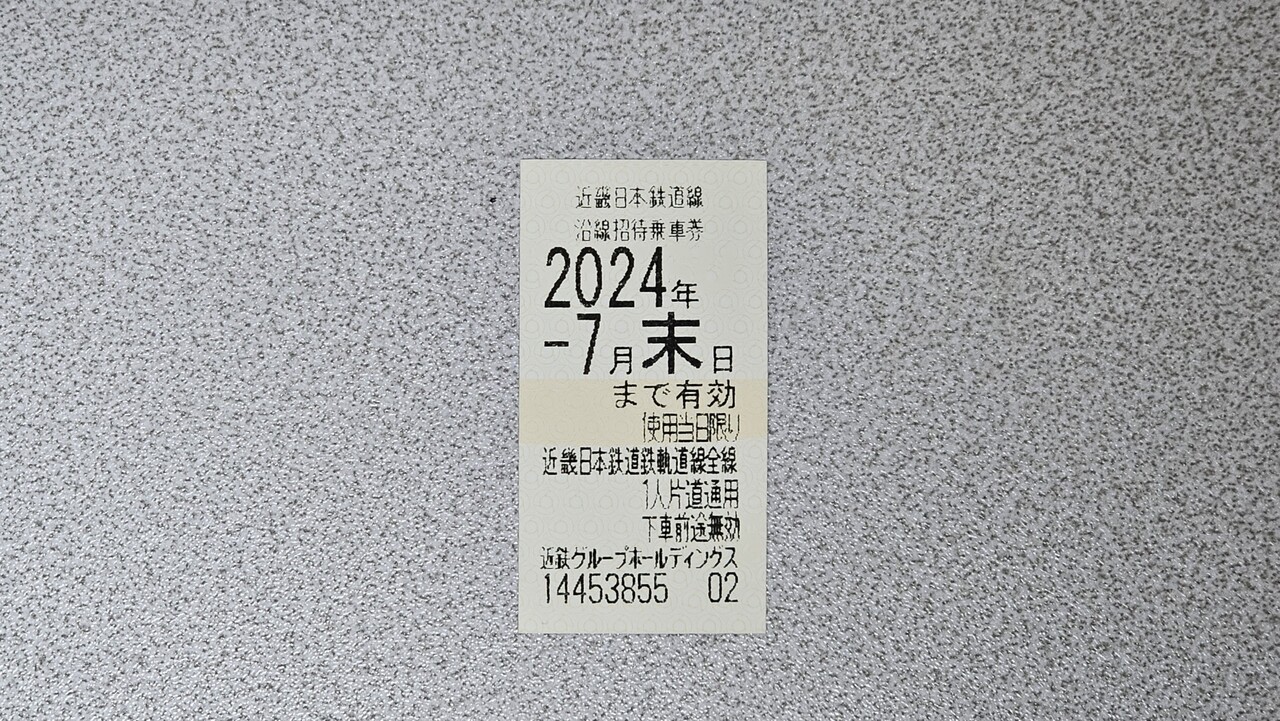 近畿日本鉄道線
沿線招待乗車券
2024年
-7月末日
まで有効
使用当日限り
近畿日本鉄道鉄軌道線全線
1人片道通用
下車前途無効
近鉄グループホールディングス
14453855 02